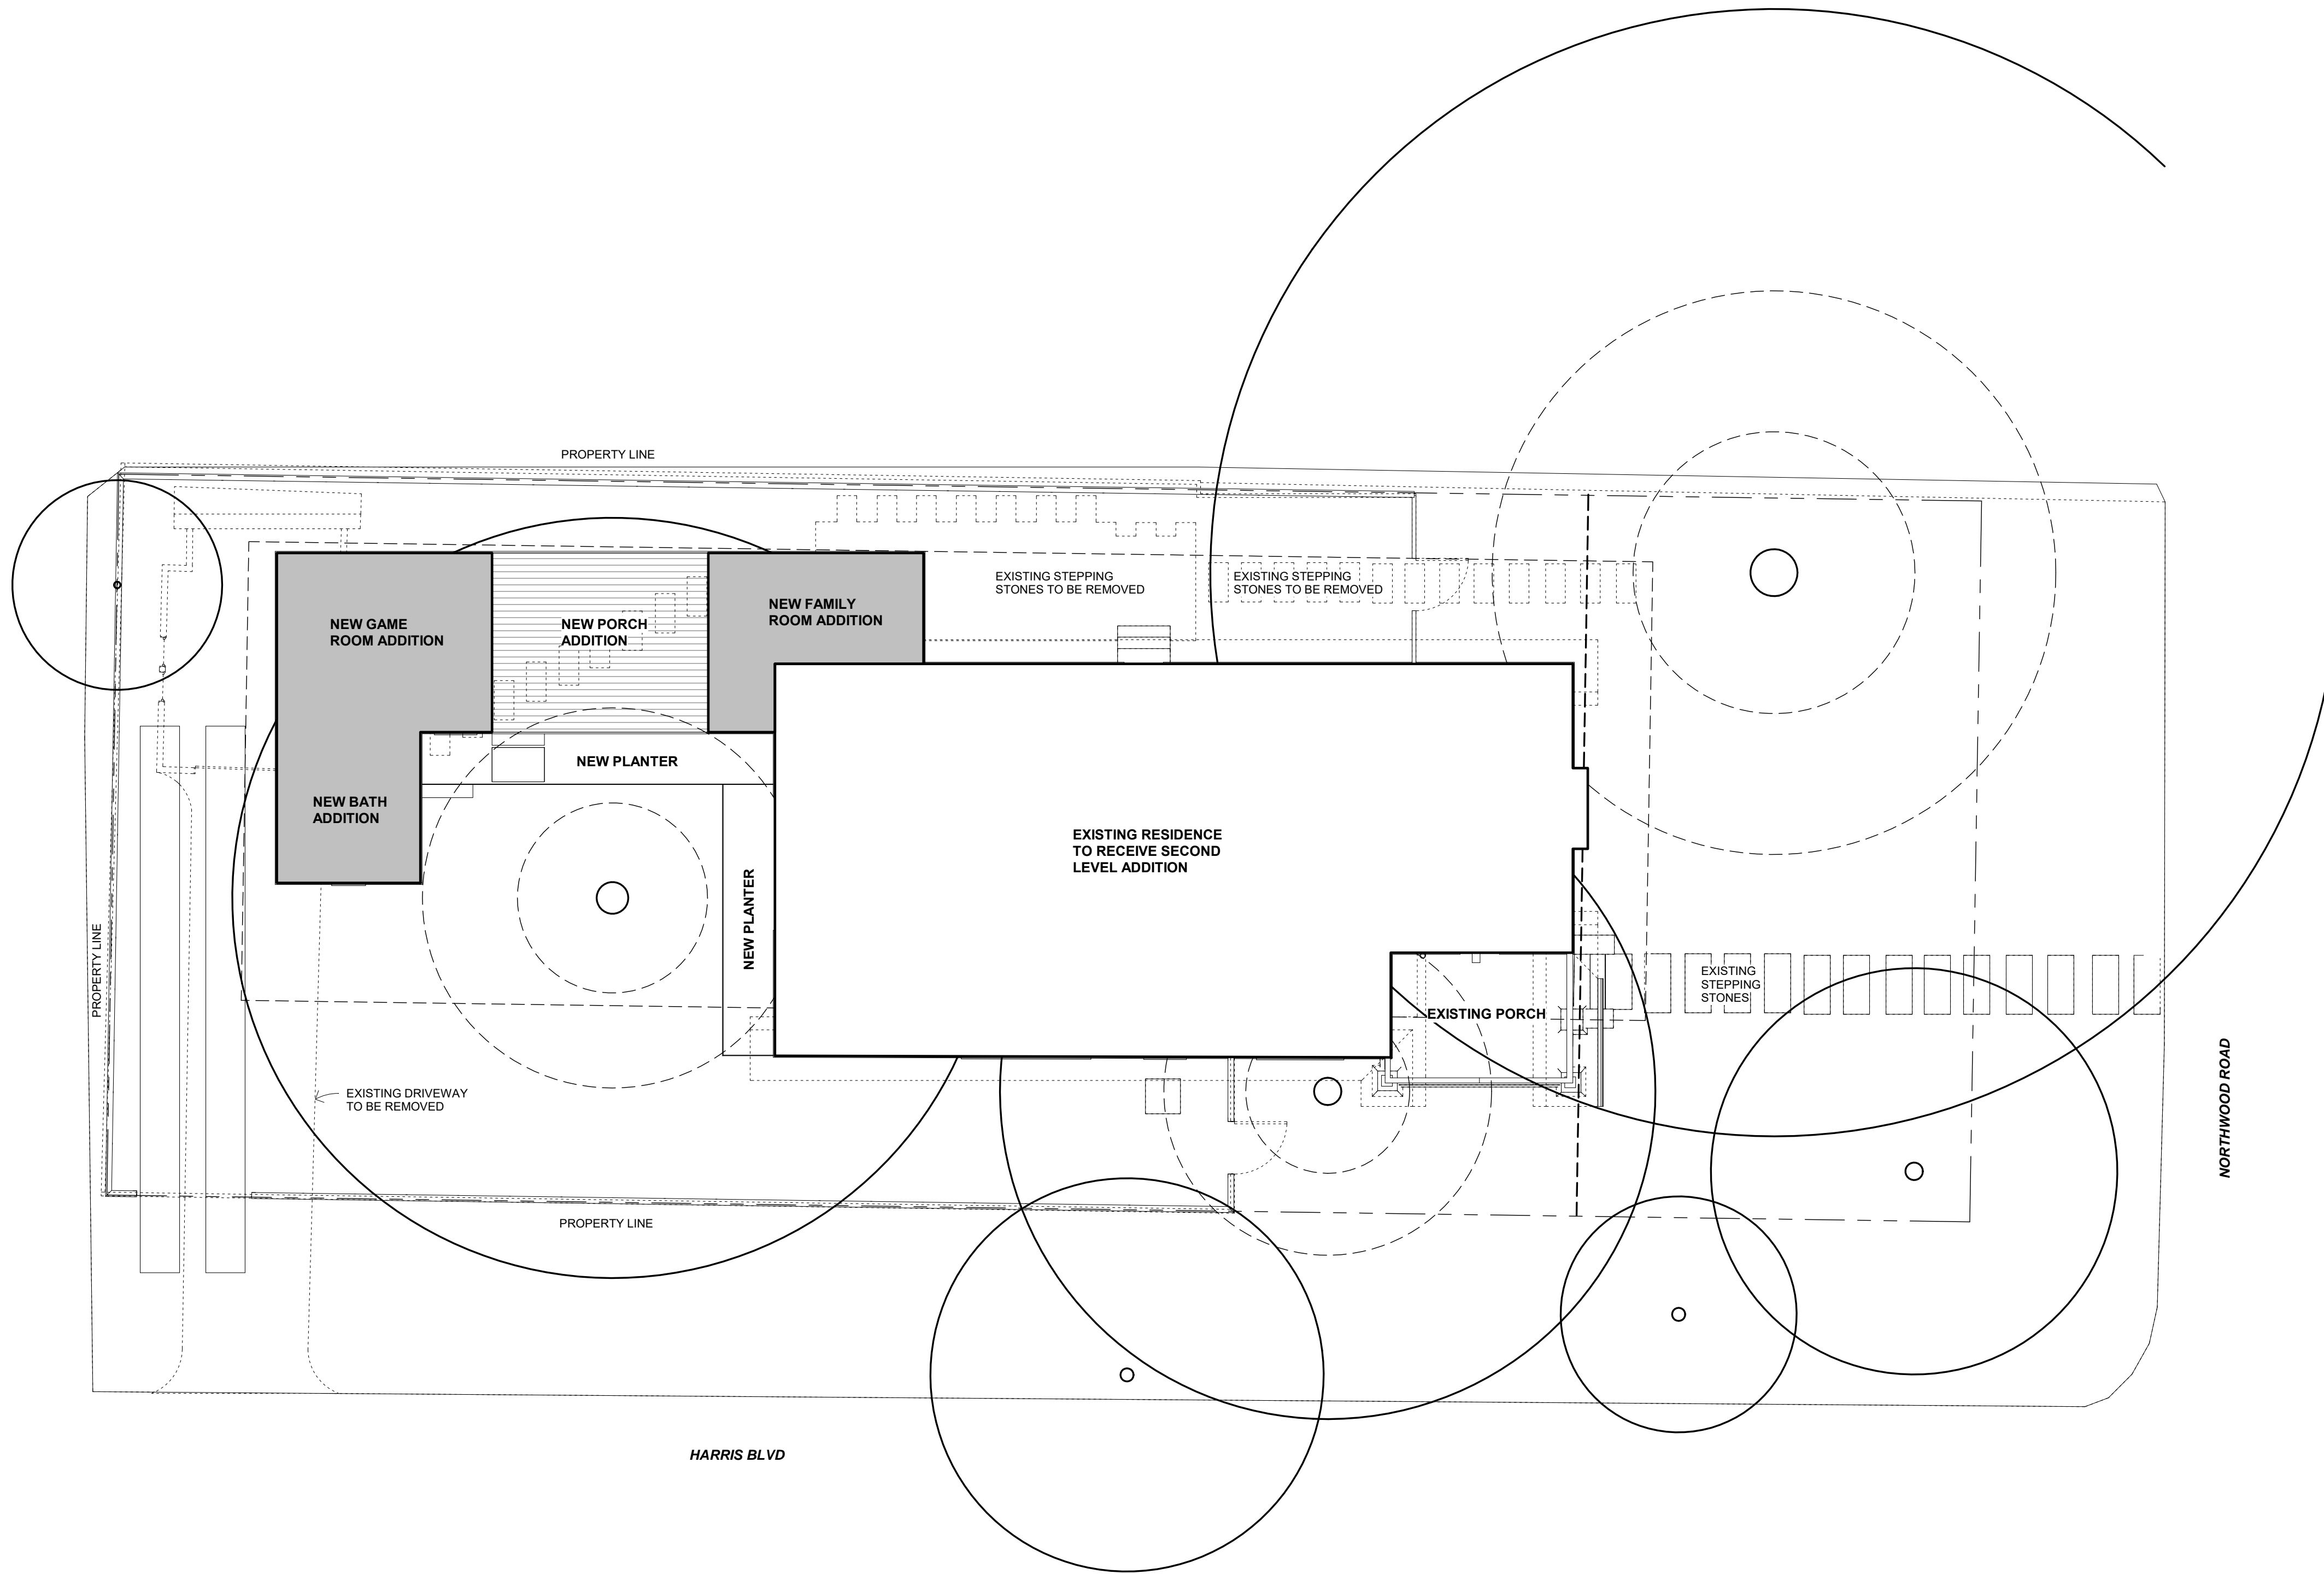 PROPERTY LINE
EXISTING STEPPING
STONES TO BE REMOVED
EXISTING STEPPING
STONES TO BE REMOVED
NEW GAME
ROOM ADDITION
NEW PORCH
ADDITION
NEW FAMILY
ROOM ADDITION
NEW PLANTER
NEW BATH
ADDITION
EXISTING RESIDENCE
TO RECEIVE SECOND
LEVEL ADDITION
NEW PLANTER
PROPERTY LINE
EXISTING
STEPPING
STONES
EXISTING PORCH
EXISTING DRIVEWAY
TO BE REMOVED
NORTHWOOD ROAD
PROPERTY LINE
HARRIS BLVD